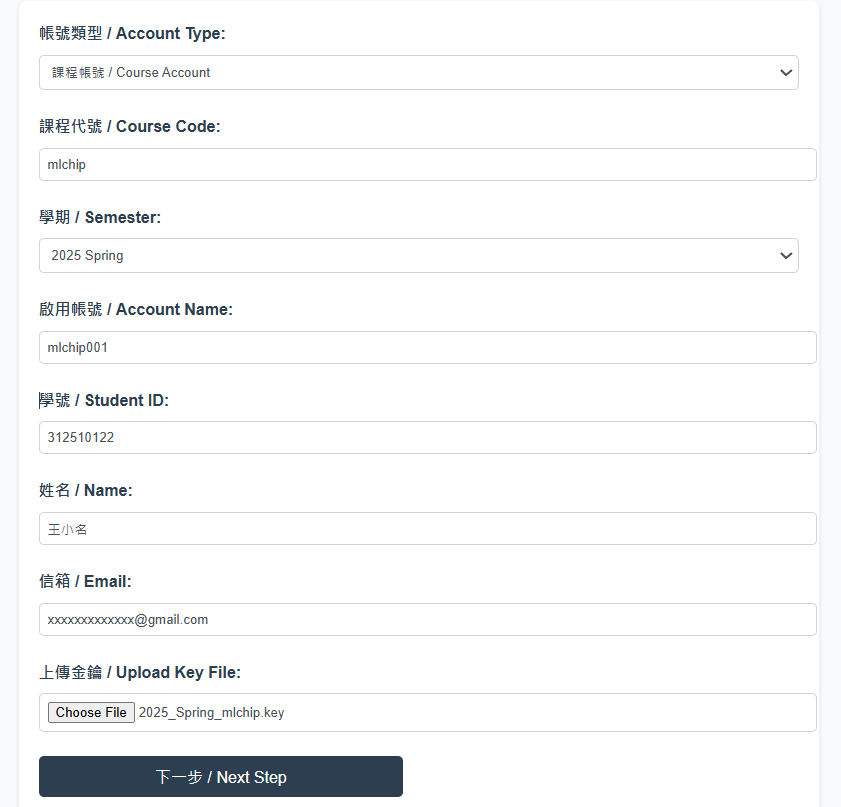 帳號類型 / Account Type:
課程帳號 / Course Account
課程代號 / Course Code:
mlchip
學期 / Semester:
2025 Spring
啟用帳號 / Account Name:
mlchip001
學號 / Student ID:
312510122
姓名 / Name:
王小名
信箱 / Email:
xxxxxxxxxxxxx@gmail.com
上傳金鑰 / Upload Key File:
Choose File 2025_Spring_mlchip.key
下一步 / Next Step